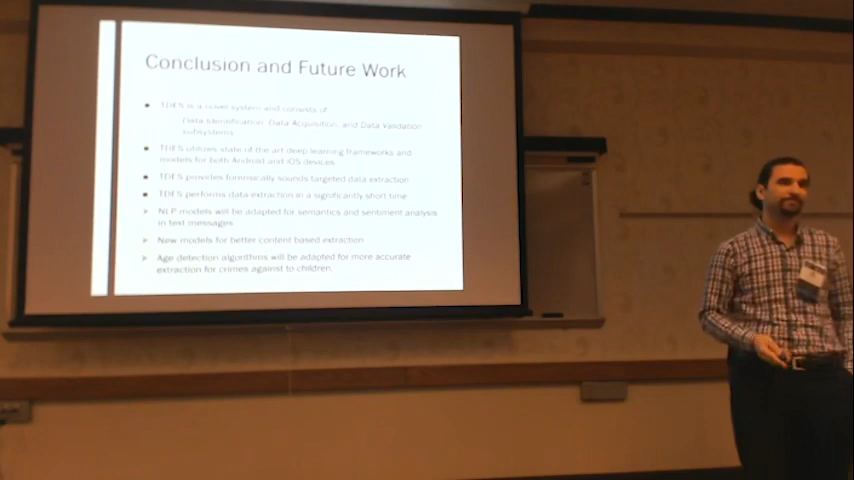 Conclusion and Future Work
TDES is a novel system and consists of
Data Identification, Data Acquisition, and Data Validation
subsystems
TDES utilizes state of the art deep learning frameworks and
models for both Android and iOS devices
TDES provides forensically sounds targeted data extraction
TDES performs data extraction in a significantly short time
NLP models will be adapted for semantics and sentiment analysis
in text messages
New models for better content based extraction
Age detection algorithms will be adapted for more accurate
extraction for crimes against to children.